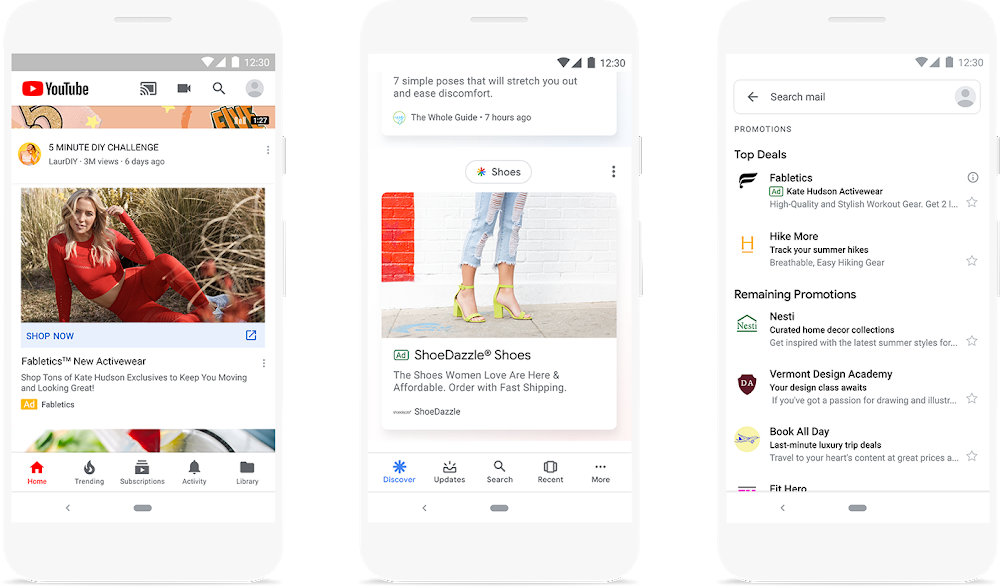 12:30
YouTube
1:27
5 MINUTE DIY CHALLENGE
LaurDIY · 3M views · 6 days ago
SHOP NOW
Fabletics™ New Activewear
Shop Tons of Kate Hudson Exclusives to Keep You Moving
and Looking Great!
Ad Fabletics
Home Trending Subscriptions Activity Library
12:30
7 simple poses that will stretch you out
and ease discomfort.
The Whole Guide • 7 hours ago
Shoes
Ad ShoeDazzle® Shoes
The Shoes Women Love Are Here &
Affordable. Order with Fast Shipping.
ShoeDazzle
Discover Updates Search Recent More
12:30
Search mail
PROMOTIONS
Top Deals
Fabletics
Ad Kate Hudson Activewear
High-Quality and Stylish Workout Gear. Get 2 l...
H
Hike More
Track your summer hikes
Breathable, Easy Hiking Gear
Remaining Promotions
Nesti
Nesti
Curated home decor collections
Get inspired with the latest summer styles for...
DA
Vermont Design Academy
Your design class awaits
If you've got a passion for drawing and illustr...
Book All Day
Last-minute luxury trip deals
Travel to your heart's content at great prices a...
Fit Hero